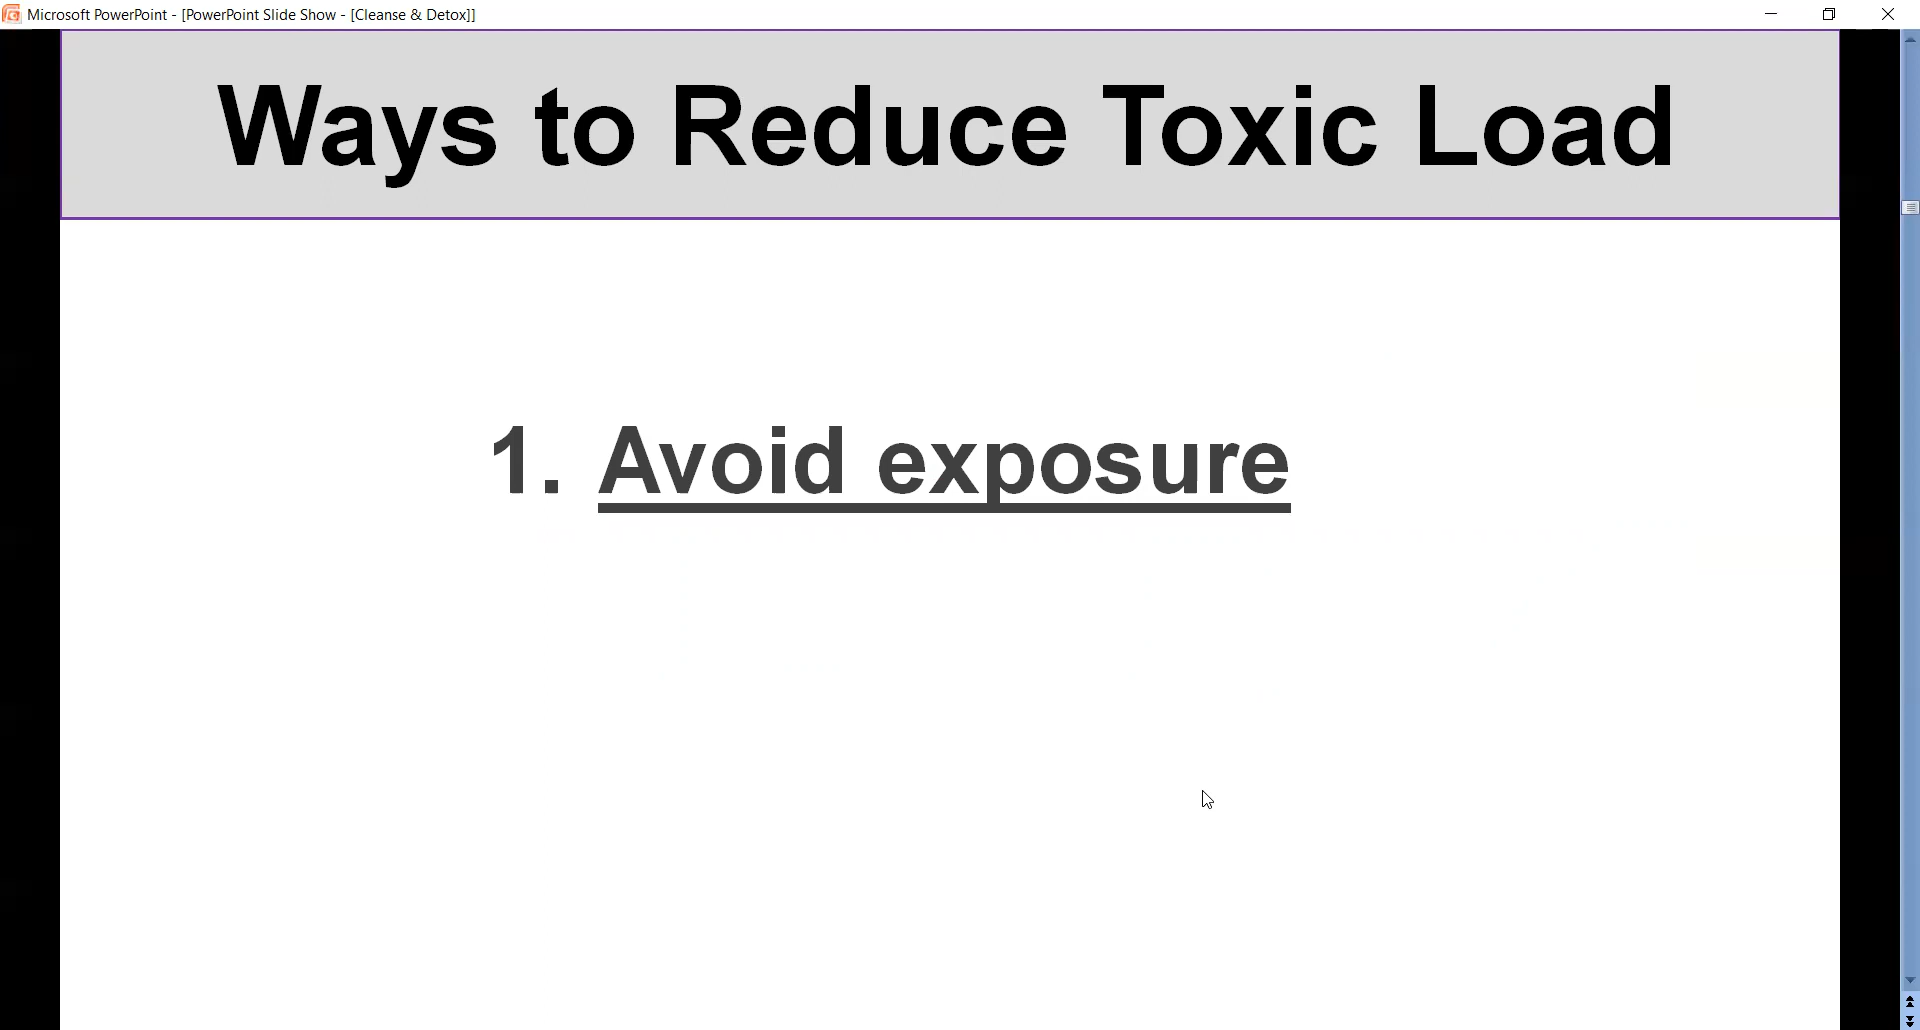 Microsoft PowerPoint - [PowerPoint Slide Show - [Cleanse & Detox]]
Ways to Reduce Toxic Load
1. Avoid exposure